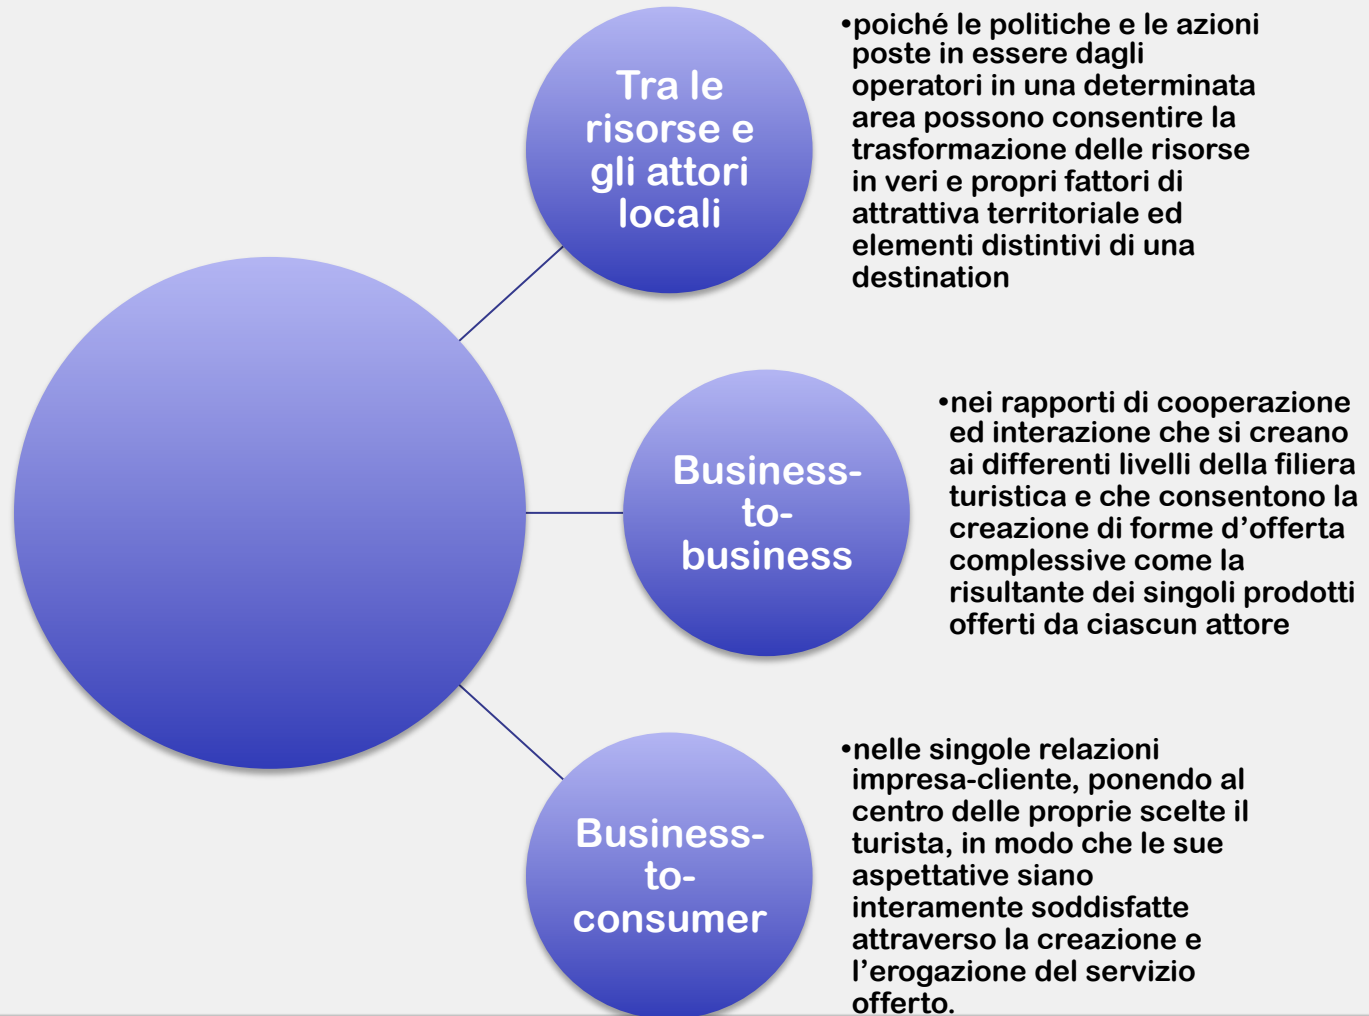 Tra le
risorse e
gli attori
locali
•poiché le politiche e le azioni
poste in essere dagli
operatori in una determinata
area possono consentire la
trasformazione delle risorse
in veri e propri fattori di
attrattiva territoriale ed
elementi distintivi di una
destination
Business-
to-
business
•nei rapporti di cooperazione
ed interazione che si creano
ai differenti livelli della filiera
turistica e che consentono la
creazione di forme d’offerta
complessive come la
risultante dei singoli prodotti
offerti da ciascun attore
Business-
to-
consumer
•nelle singole relazioni
impresa-cliente, ponendo al
centro delle proprie scelte il
turista, in modo che le sue
aspettative siano
interamente soddisfatte
attraverso la creazione e
l’erogazione del servizio
offerto.